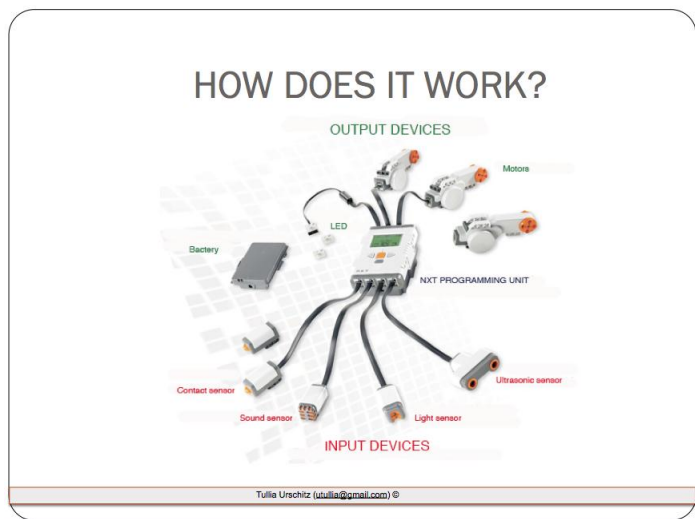 HOW DOES IT WORK?
OUTPUT DEVICES
Motors
LED
Bactery
NXT PROGRAMMING UNIT
Ultrasonic sensor
Contact sensor
Sound sensor
Light sensor
INPUT DEVICES
Tullia Urschitz (utullia@gmail.com) ©